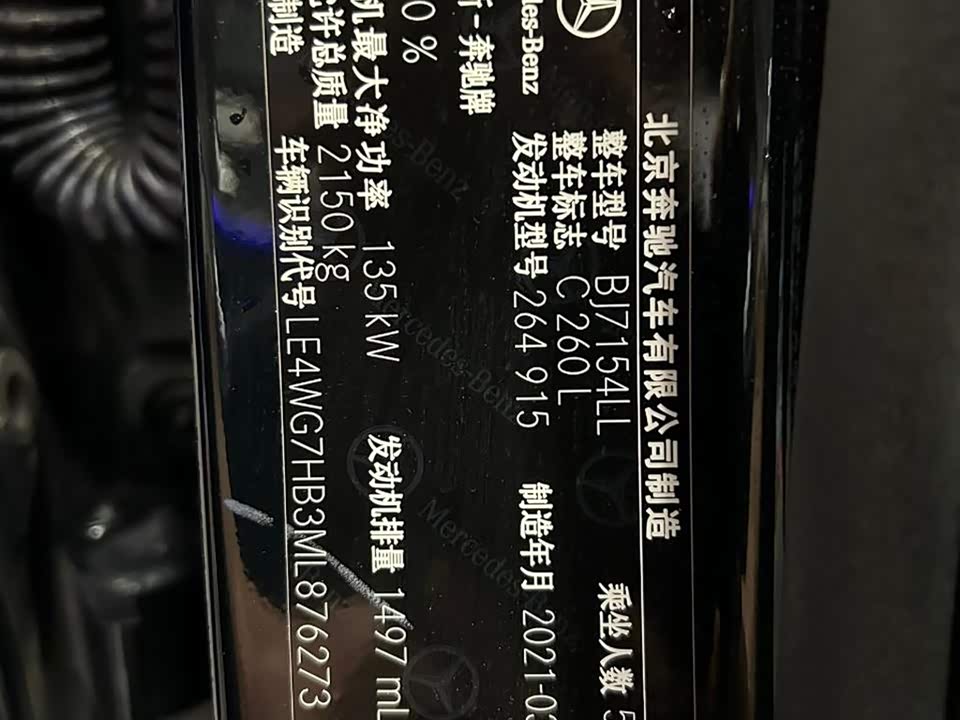 北京奔驰汽车有限公司制造
整车型号 BJ7154LL 乘坐人数 5
整车标志 C 260 L
Mercedes-Benz
发动机型号 264 915 制造年月 2021-03
-奔驰牌
0 %
机最大净功率 135 kW 发动机排量 1497 mL
许总质量 2150 kg
制造
车辆识别代号 LE4WG7HB3ML876273